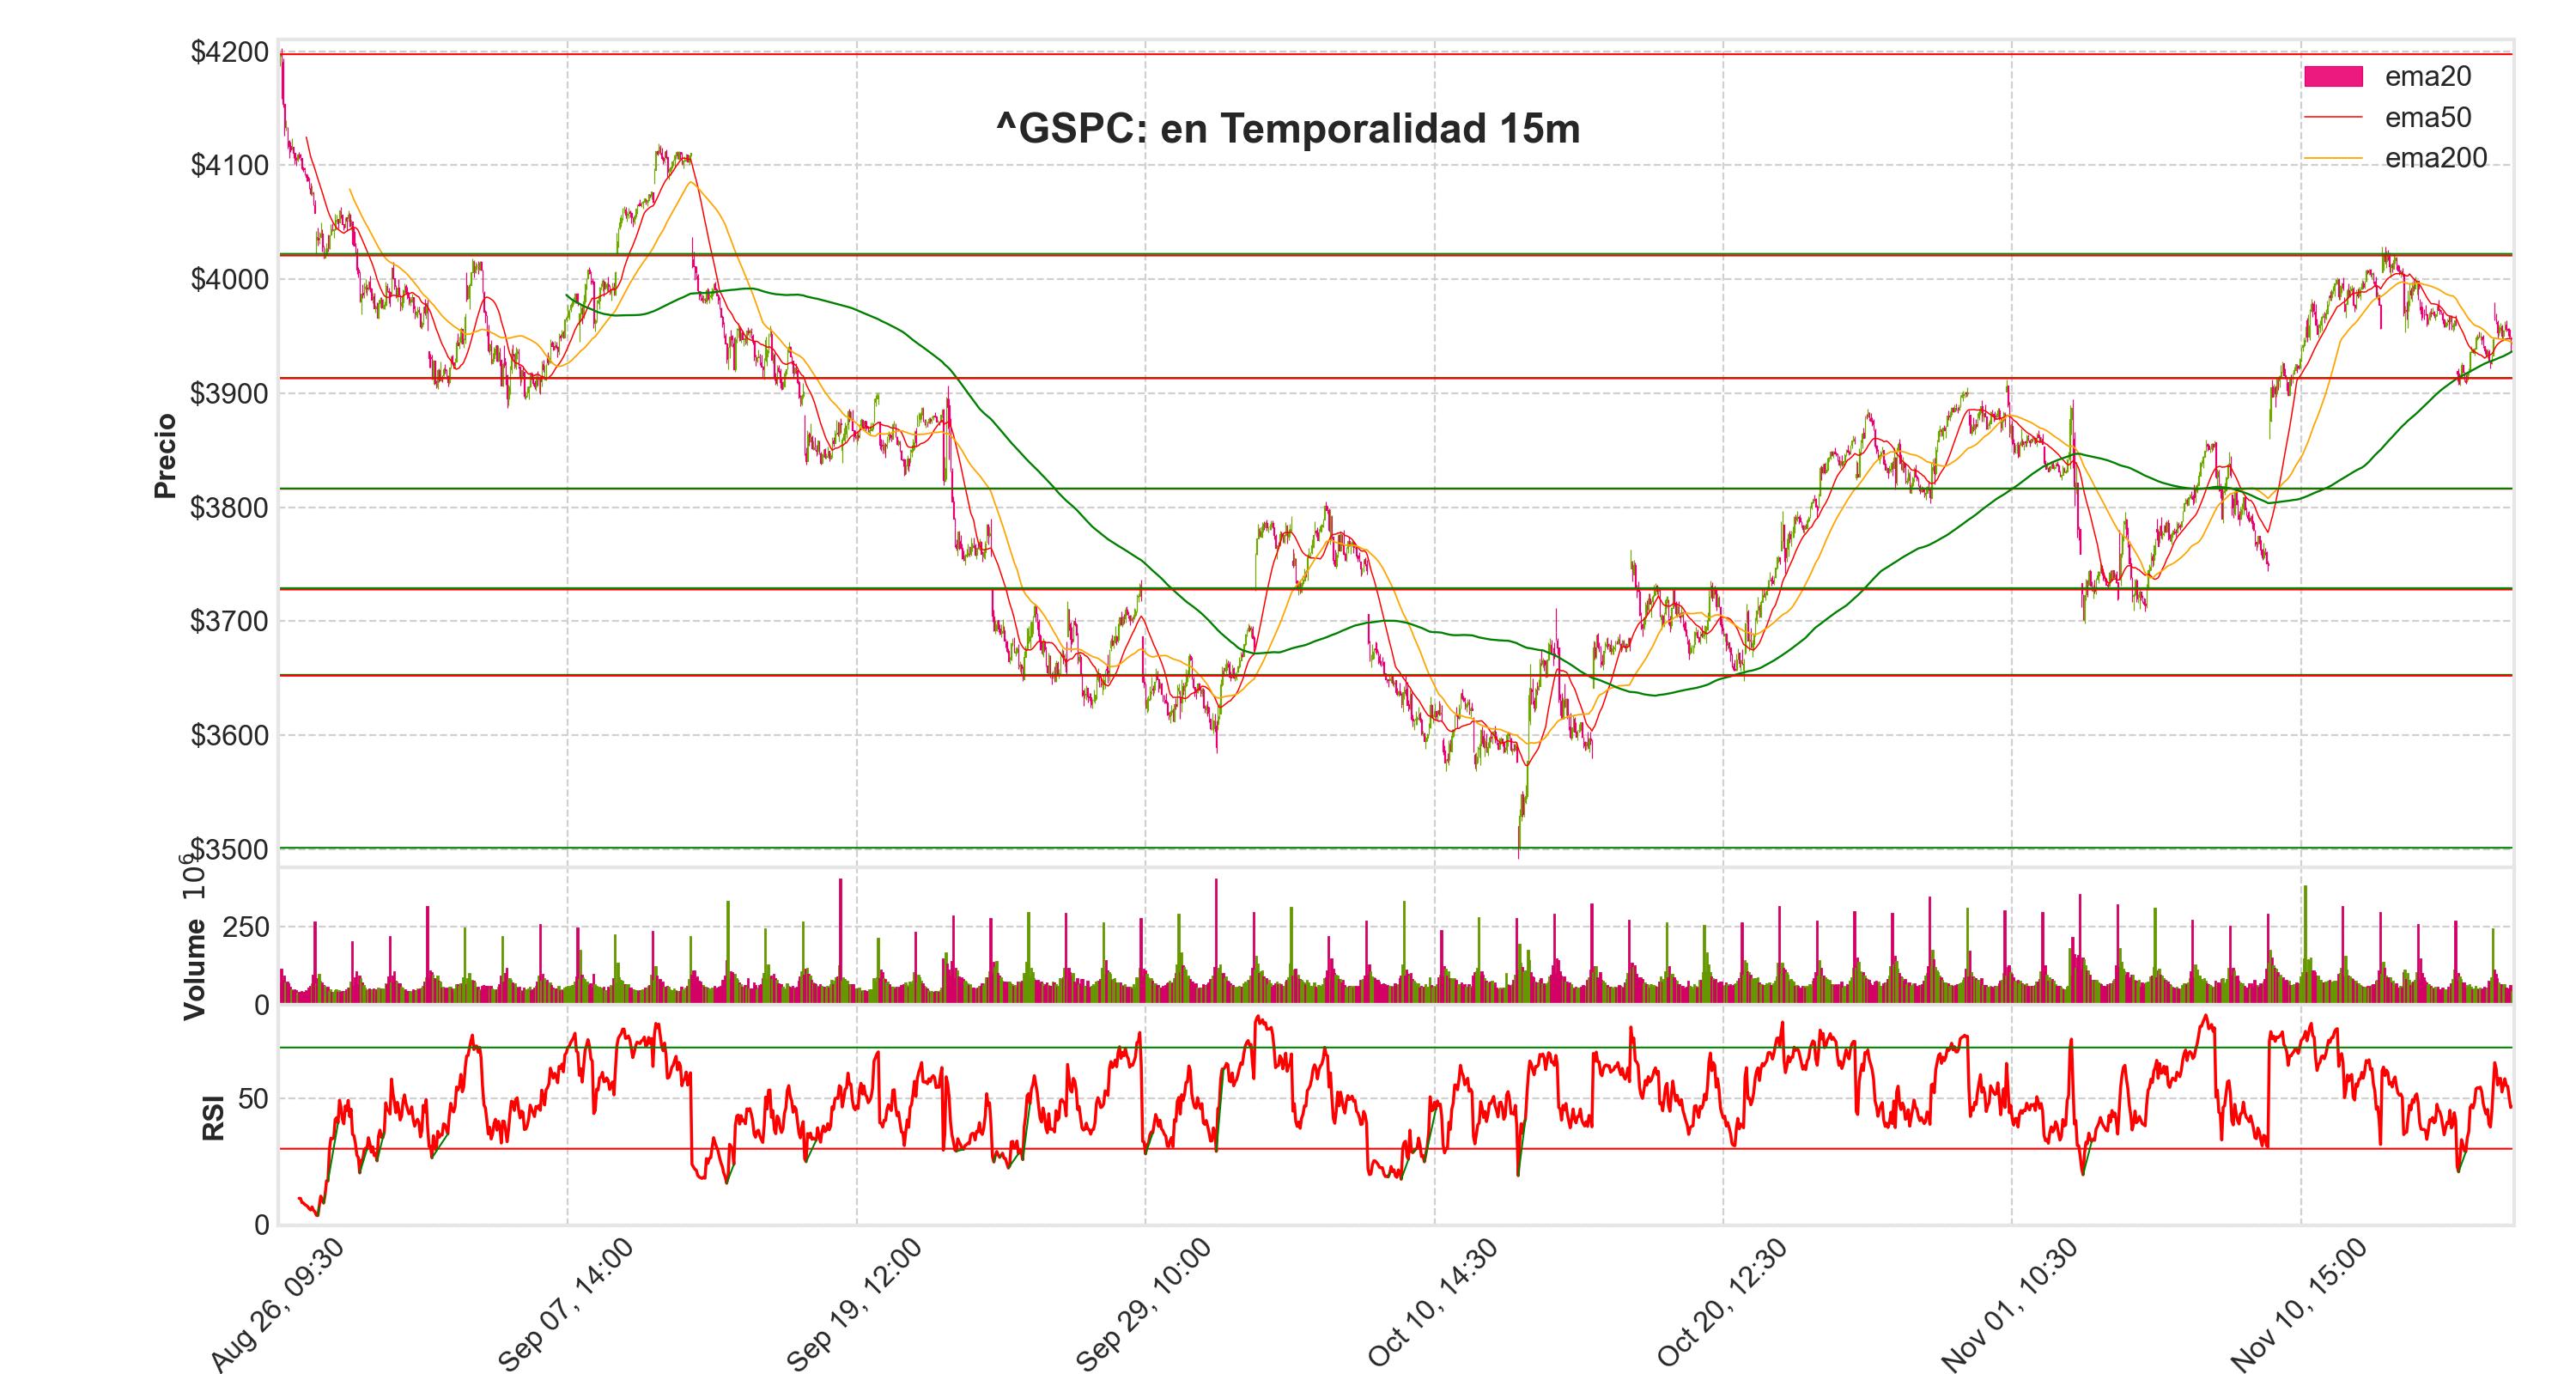 ^GSPC: en Temporalidad 15m
ema20
ema50
ema200
Precio
$4200
$4100
$4000
$3900
$3800
$3700
$3600
$3500
Volume 10^6
250
0
RSI
0
50
0
Aug 26, 09:30
Sep 07, 14:00
Sep 19, 12:00
Sep 29, 10:00
Oct 10, 14:30
Oct 20, 12:30
Nov 01, 10:30
Nov 10, 15:00